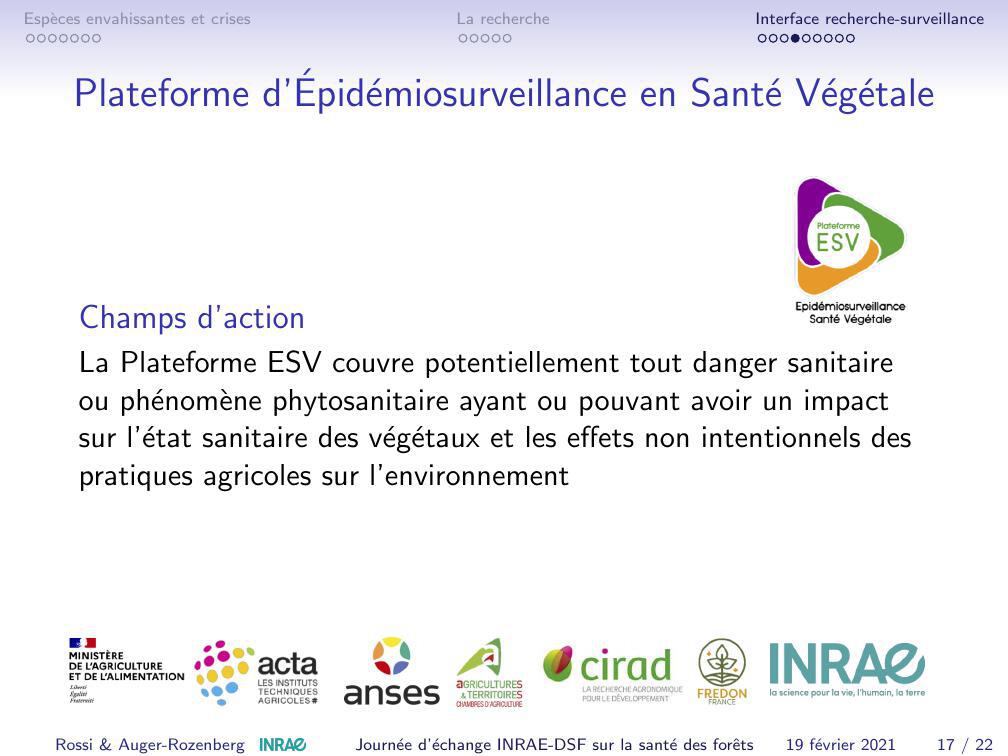 Espèces envahissantes et crises
La recherche
Interface recherche-surveillance
Plateforme d'Épidémiosurveillance en Santé Végétale
Plateforme
ESV
Epidémiosurveillance
Santé Végétale
Champs d'action
La Plateforme ESV couvre potentiellement tout danger sanitaire
ou phénomène phytosanitaire ayant ou pouvant avoir un impact
sur l'état sanitaire des végétaux et les effets non intentionnels des
pratiques agricoles sur l'environnement
MINISTÈRE
DE L'AGRICULTURE
ET DE L'ALIMENTATION
Liberté
Égalité
Fraternité
acta
LES INSTITUTS
TECHNIQUES
AGRICOLES#
anses
aGRICULTURES
& TERRITOIRES
CHAMBRES D'AGRICULTURE
cirad
LA RECHERCHE AGRONOMIQUE
POUR LE DÉVELOPPEMENT
FREDON
FRANCE
INRAE
la science pour la vie, l'humain, la terre
Rossi & Auger-Rozenberg INRAE
Journée d'échange INRAE-DSF sur la santé des forêts
19 février 2021
17 / 22